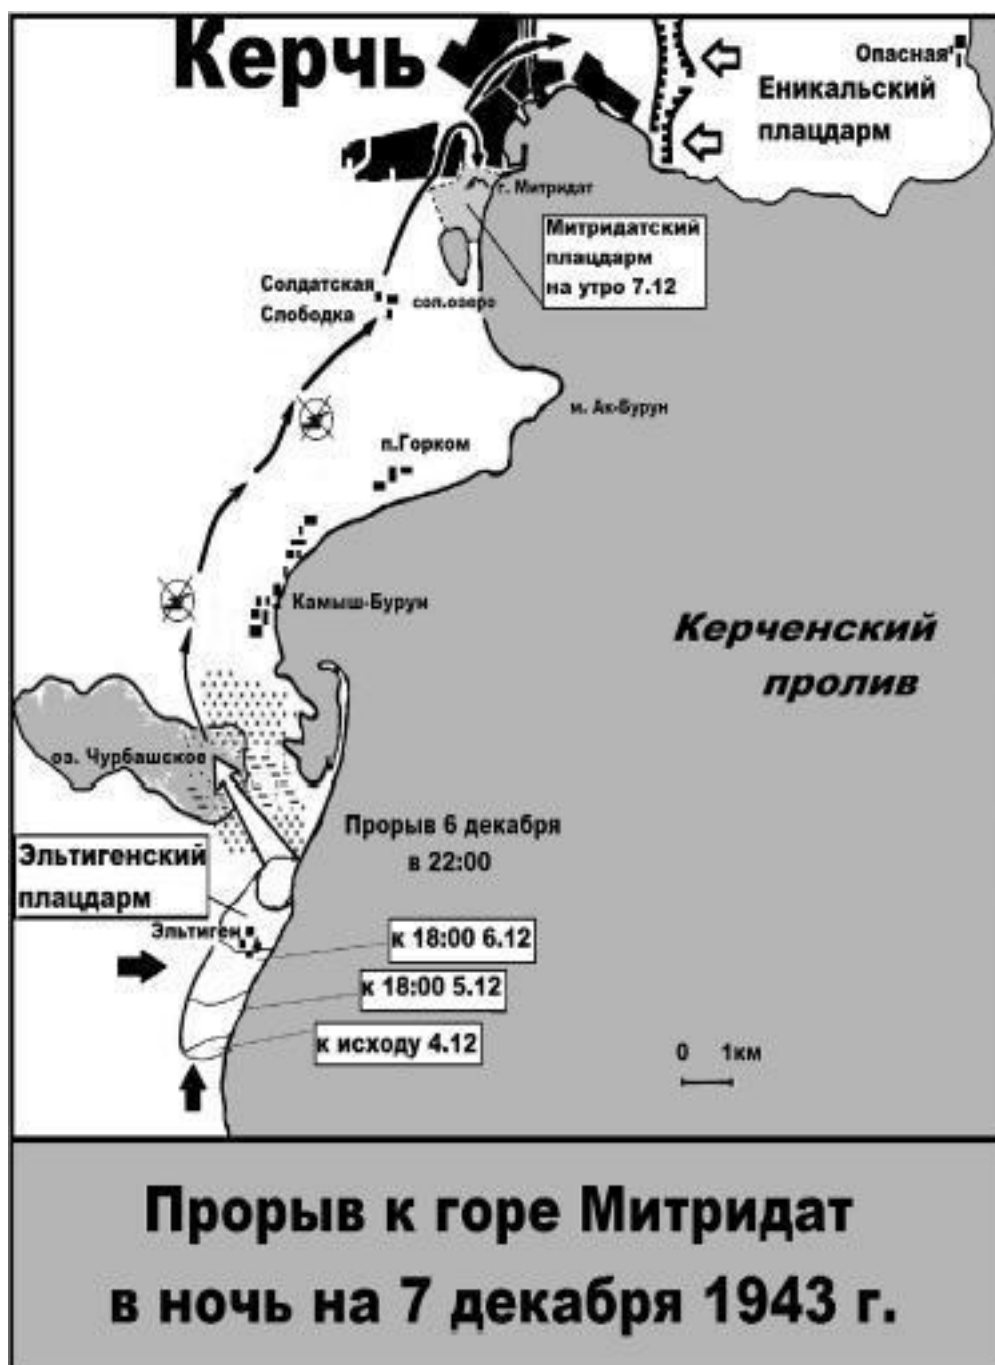 Керчь
Опасная
Еникальский
плацдарм
г. Митридат
Митридатский
плацдарм
на утро 7.12
Солдатская
Слободка
сол.озеро
м. Ак-Бурун
п.Горком
Камыш-Бурун
Керченский
пролив
оз. Чурбашское
Прорыв 6 декабря
в 22:00
Эльтигенский
плацдарм
Эльтиген
к 18:00 6.12
к 18:00 5.12
к исходу 4.12
0 1км
Прорыв к горе Митридат
в ночь на 7 декабря 1943 г.